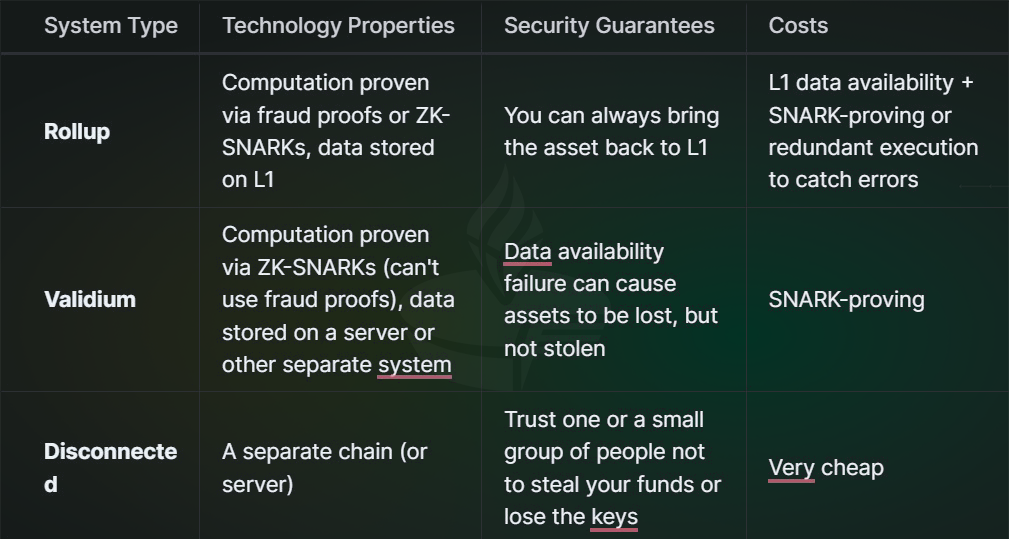 System Type
Technology Properties
Security Guarantees
Costs
Rollup
Computation proven
via fraud proofs or ZK-
SNARKs, data stored
on L1
You can always bring
the asset back to L1
L1 data availability +
SNARK-proving or
redundant execution
to catch errors
Validium
Computation proven
via ZK-SNARKs (can't
use fraud proofs), data
stored on a server or
other separate system
Data availability
failure can cause
assets to be lost, but
not stolen
SNARK-proving
Disconnecte
d
A separate chain (or
server)
Trust one or a small
group of people not
to steal your funds or
lose the keys
Very cheap